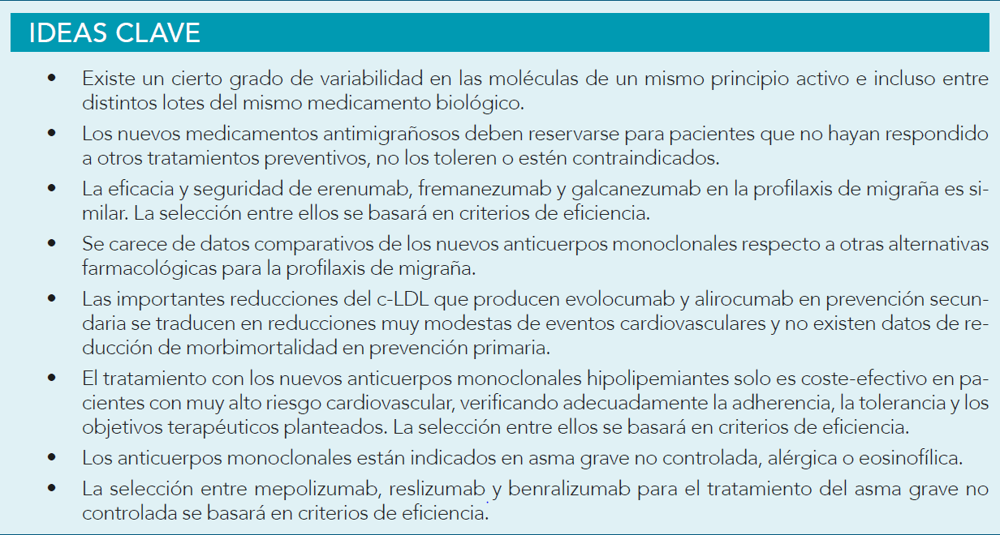 IDEAS CLAVE
• Existe un cierto grado de variabilidad en las moléculas de un mismo principio activo e incluso entre
distintos lotes del mismo medicamento biológico.
• Los nuevos medicamentos antimigrañosos deben reservarse para pacientes que no hayan respondido
a otros tratamientos preventivos, no los toleren o estén contraindicados.
• La eficacia y seguridad de erenumab, fremanezumab y galcanezumab en la profilaxis de migraña es si-
milar. La selección entre ellos se basará en criterios de eficiencia.
• Se carece de datos comparativos de los nuevos anticuerpos monoclonales respecto a otras alternativas
farmacológicas para la profilaxis de migraña.
• Las importantes reducciones del c-LDL que producen evolocumab y alirocumab en prevención secun-
daria se traducen en reducciones muy modestas de eventos cardiovasculares y no existen datos de re-
ducción de morbimortalidad en prevención primaria.
• El tratamiento con los nuevos anticuerpos monoclonales hipolipemiantes solo es coste-efectivo en pa-
cientes con muy alto riesgo cardiovascular, verificando adecuadamente la adherencia, la tolerancia y los
objetivos terapéuticos planteados. La selección entre ellos se basará en criterios de eficiencia.
• Los anticuerpos monoclonales están indicados en asma grave no controlada, alérgica o eosinofílica.
• La selección entre mepolizumab, reslizumab y benralizumab para el tratamiento del asma grave no
controlada se basará en criterios de eficiencia.